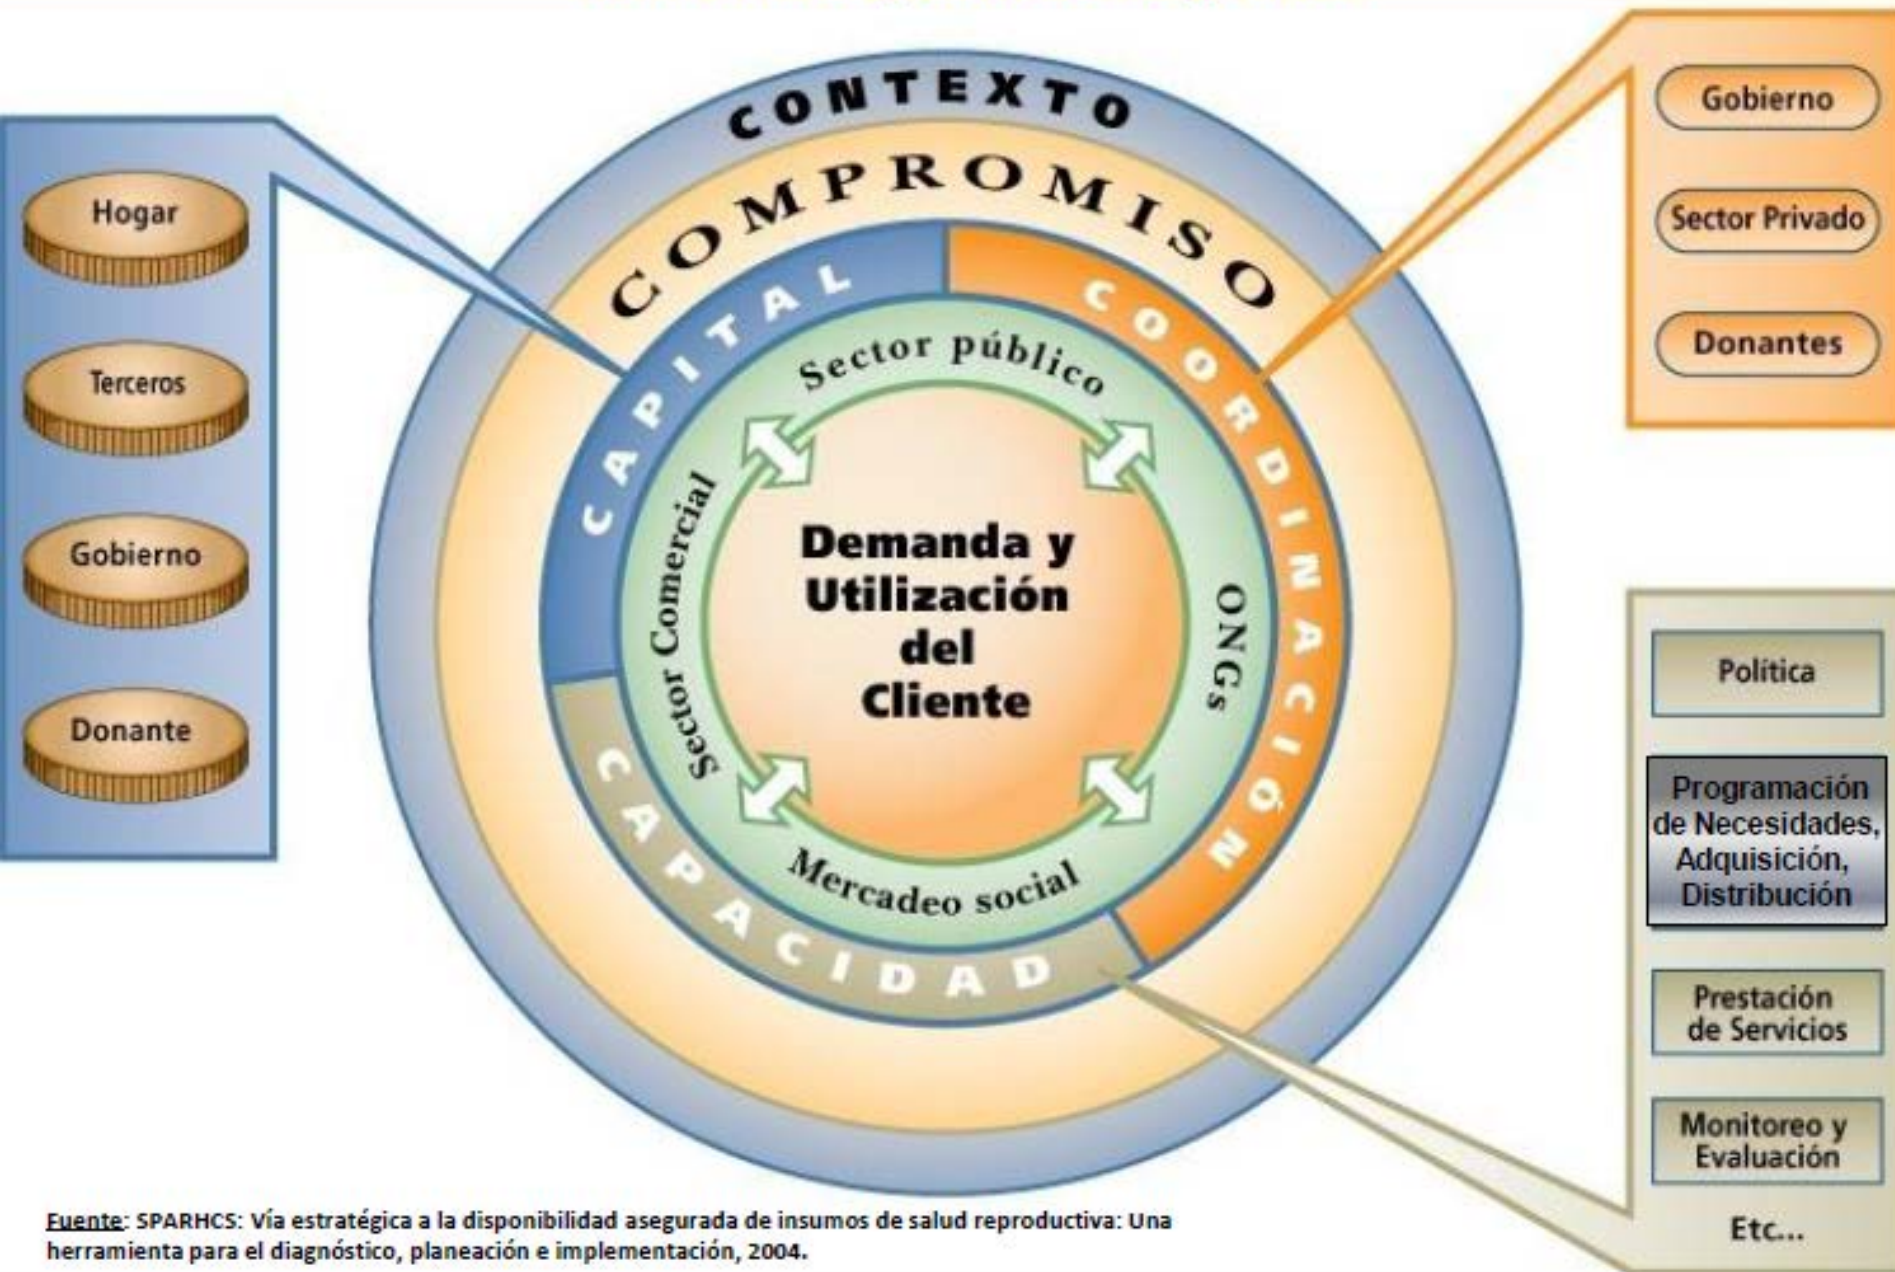 CONTEXTO
COMPROMISO
CAPITAL
COORDINACIÓN
CAPACIDAD
Sector público
ONGs
Mercadeo social
Sector Comercial
Demanda y
Utilización
del
Cliente
Hogar
Terceros
Gobierno
Donante
Gobierno
Sector Privado
Donantes
Política
Programación
de Necesidades,
Adquisición,
Distribución
Prestación
de Servicios
Monitoreo y
Evaluación
Etc...
Fuente: SPARHCS: Vía estratégica a la disponibilidad asegurada de insumos de salud reproductiva: Una
herramienta para el diagnóstico, planeación e implementación, 2004.